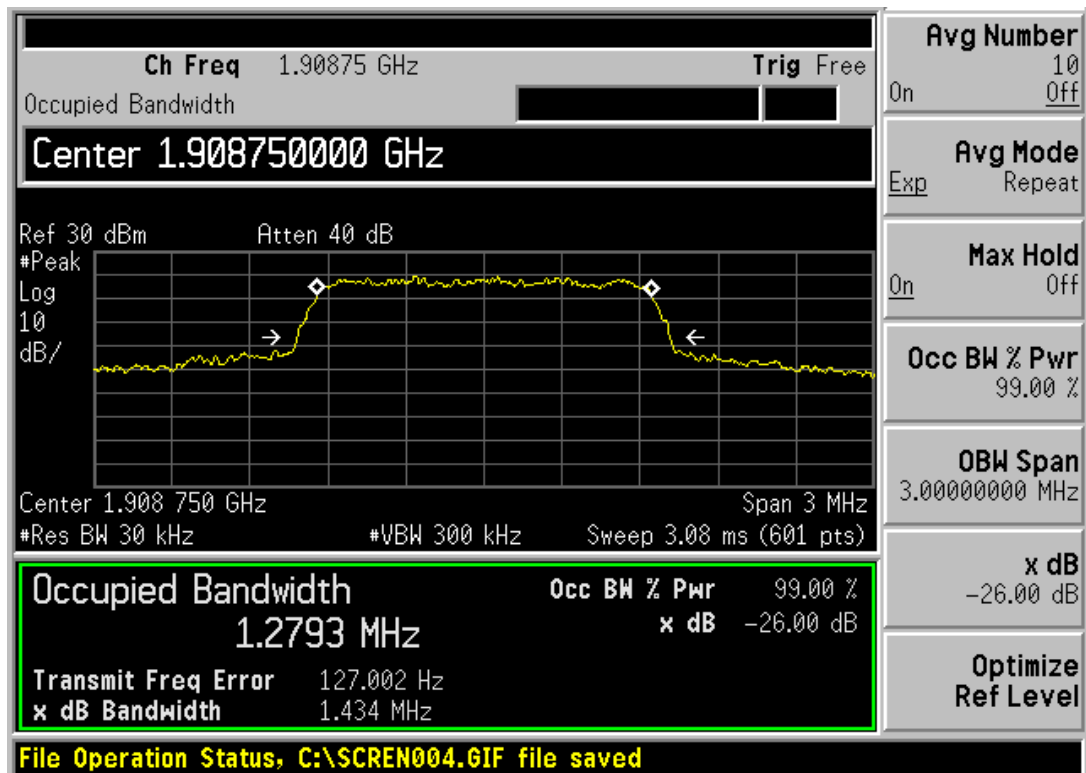 Ch Freq 1.90875 GHz Trig Free
Occupied Bandwidth
Center 1.908750000 GHz
Ref 30 dBm Atten 40 dB
#Peak
Log
10
dB/
Center 1.908 750 GHz Span 3 MHz
#Res BW 30 kHz #VBW 300 kHz Sweep 3.08 ms (601 pts)
Occupied Bandwidth Occ BW % Pwr 99.00 %
1.2793 MHz x dB -26.00 dB
Transmit Freq Error 127.002 Hz
x dB Bandwidth 1.434 MHz
File Operation Status, C:\SCREN004.GIF file saved
Avg Number
10
On Off
Avg Mode
Exp Repeat
Max Hold
On Off
Occ BW % Pwr
99.00 %
OBW Span
3.00000000 MHz
x dB
-26.00 dB
Optimize
Ref Level